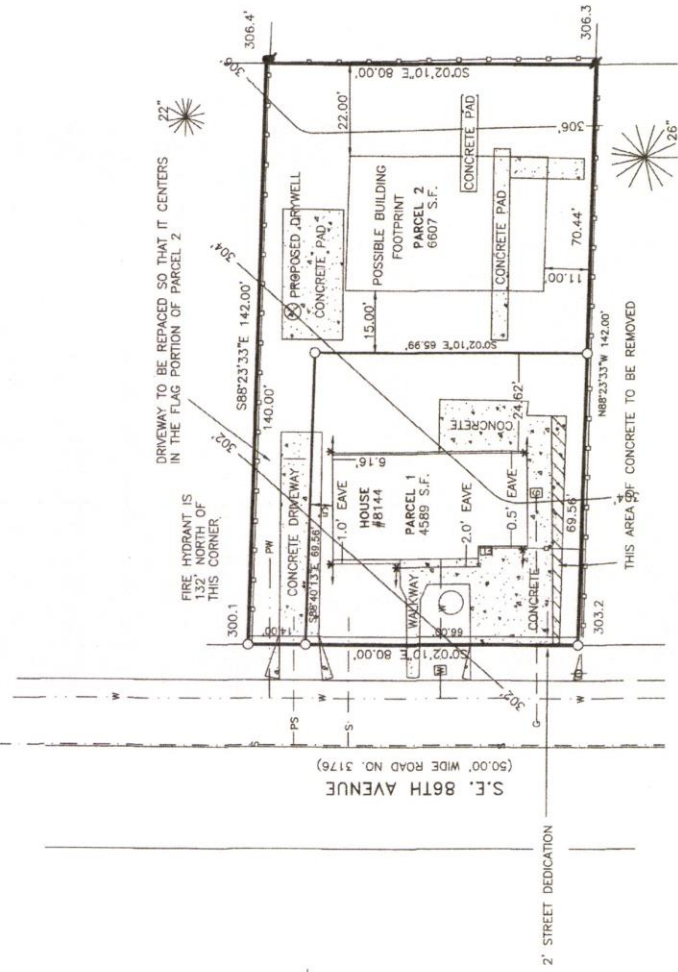 306.4'
306.3
22"
26"
DRIVEWAY TO BE REPACED SO THAT IT CENTERS
IN THE FLAG PORTION OF PARCEL 2
S88°23'33"E 142.00'
140.00'
306'
S0°02'10"E 80.00'
22.00'
306'
304'
302'
PROPOSED DRYWELL
CONCRETE PAD
POSSIBLE BUILDING
FOOTPRINT
PARCEL 2
6607 S.F.
CONCRETE PAD
CONCRETE PAD
70.44'
11.00'
15.00'
S0°02'10"E 65.99'
N88°23'33"W 142.00'
FIRE HYDRANT IS
132' NORTH OF
THIS CORNER
300.1
PW
CONCRETE DRIVEWAY
S88°40'13"E 69.56'
14.00'
1.0' EAVE
6.16'
HOUSE
#8144
PARCEL 1
4589 S.F.
2.0' EAVE
0.5' EAVE
CONCRETE
24.62'
69.56'
WALKWAY
W
66.00'
CONCRETE
G
304'
THIS AREA OF CONCRETE TO BE REMOVED
303.2
S0°02'10"E 80.00'
302'
W
W
W
W
W
S
PS
S
G
S.E. 86TH AVENUE
(50.00' WIDE ROAD NO. 3176)
2' STREET DEDICATION